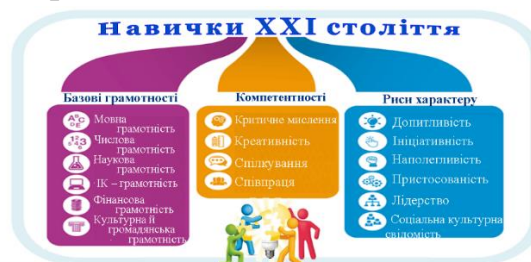 Навички XXI століття
Базові грамотності
Мовна
грамотність
Числова
грамотність
Наукова
грамотність
ІК – грамотність
Фінансова
грамотність
Культурна й
громадянська
грамотність
Компетентності
Критичне мислення
Креативність
Спілкування
Співпраця
Риси характеру
Допитливість
Ініціативність
Наполегливість
Пристосованість
Лідерство
Соціальна культурна
свідомість